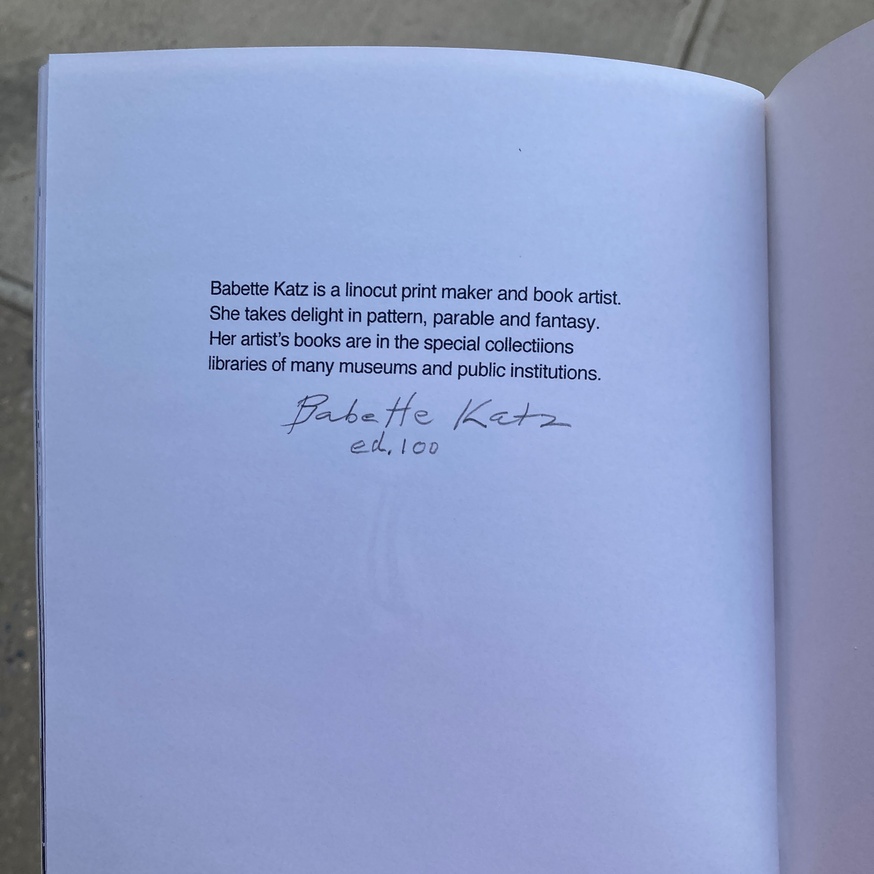 Babette Katz is a linocut print maker and book artist.
She takes delight in pattern, parable and fantasy.
Her artist's books are in the special collectiions
libraries of many museums and public institutions.
Babette Katz
ed. 100